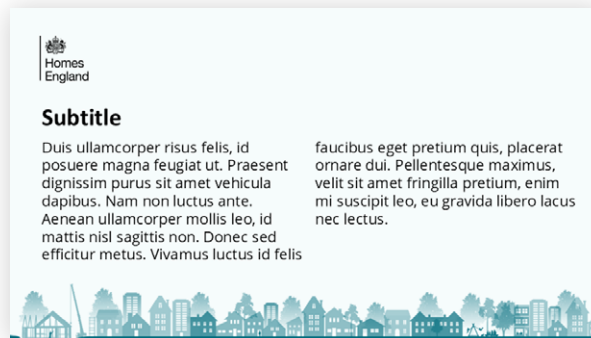 Homes
England
Subtitle
Duis ullamcorper risus felis, id
posuere magna feugiat ut. Praesent
dignissim purus sit amet vehicula
dapibus. Nam non luctus ante.
Aenean ullamcorper mollis leo, id
mattis nisl sagittis non. Donec sed
efficitur metus. Vivamus luctus id felis
faucibus eget pretium quis, placerat
ornare dui. Pellentesque maximus,
velit sit amet fringilla pretium, enim
mi suscipit leo, eu gravida libero lacus
nec lectus.